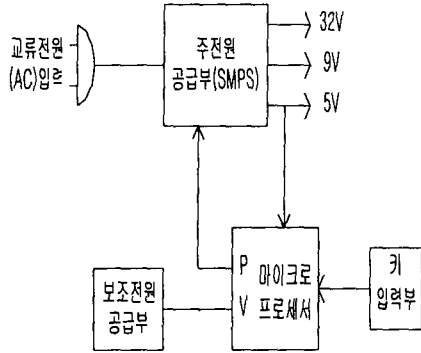 교류전원
(AC)입력
주전원
공급부(SMPS)
32V
9V
5V
P
V
마이크로
프로세서
키
입력부
보조전원
공급부